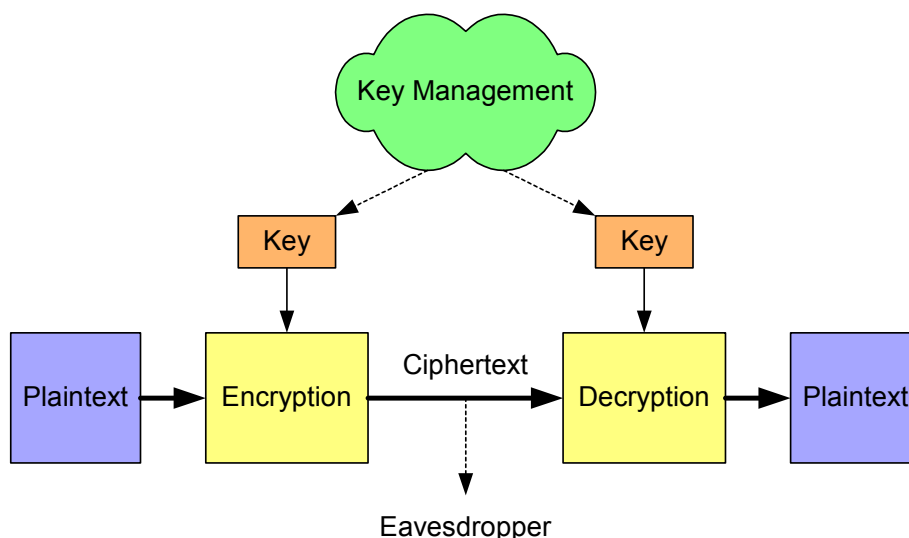 Key Management
Key
Key
Ciphertext
Plaintext
Encryption
Decryption
Plaintext
Eavesdropper